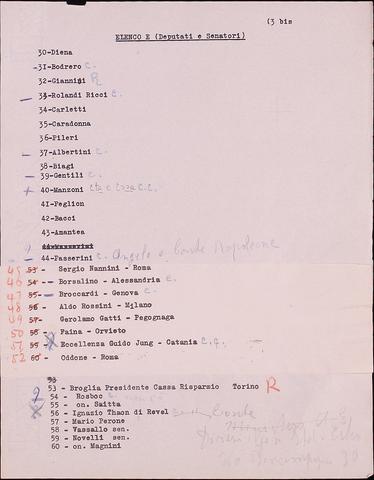 (3 bis
ELENCO E (Deputati e Senatori)
30-Diena
-31-Bodrero c.
32-Giannini R
- 33-Rolandi Ricci c.
34-Carletti
35-Caradonna
36-Pileri
- 37-Albertini c.
38-Biagi
- 39-Gentili c.
+ 40-Manzoni
41-Feglion
42-Bacci
43-Amantea
? - 44-Passerini c. Angelo o Conte Napoleone
45 53- Sergio Nannini - Roma
46 54- - Borsalino - Alessandria c.
47 55- Broccardi - Genova c.
48 56- Aldo Rossini - Milano
49 57- Gerolamo Gatti - Pegognaga
50 58- Faina - Orvieto
51 59- Eccellenza Guido Jung - Catania
52 60- Oddone - Roma
53 - Broglia Presidente Cassa Risparmio Torino R
? 54 - Rosboc
55 - on. Saitta
56 - Ignazio Thaon di Revel Conte
57 - Mario Perone
58 - Vassallo sen.
59 - Novelli sen.
60 - on. Magnini